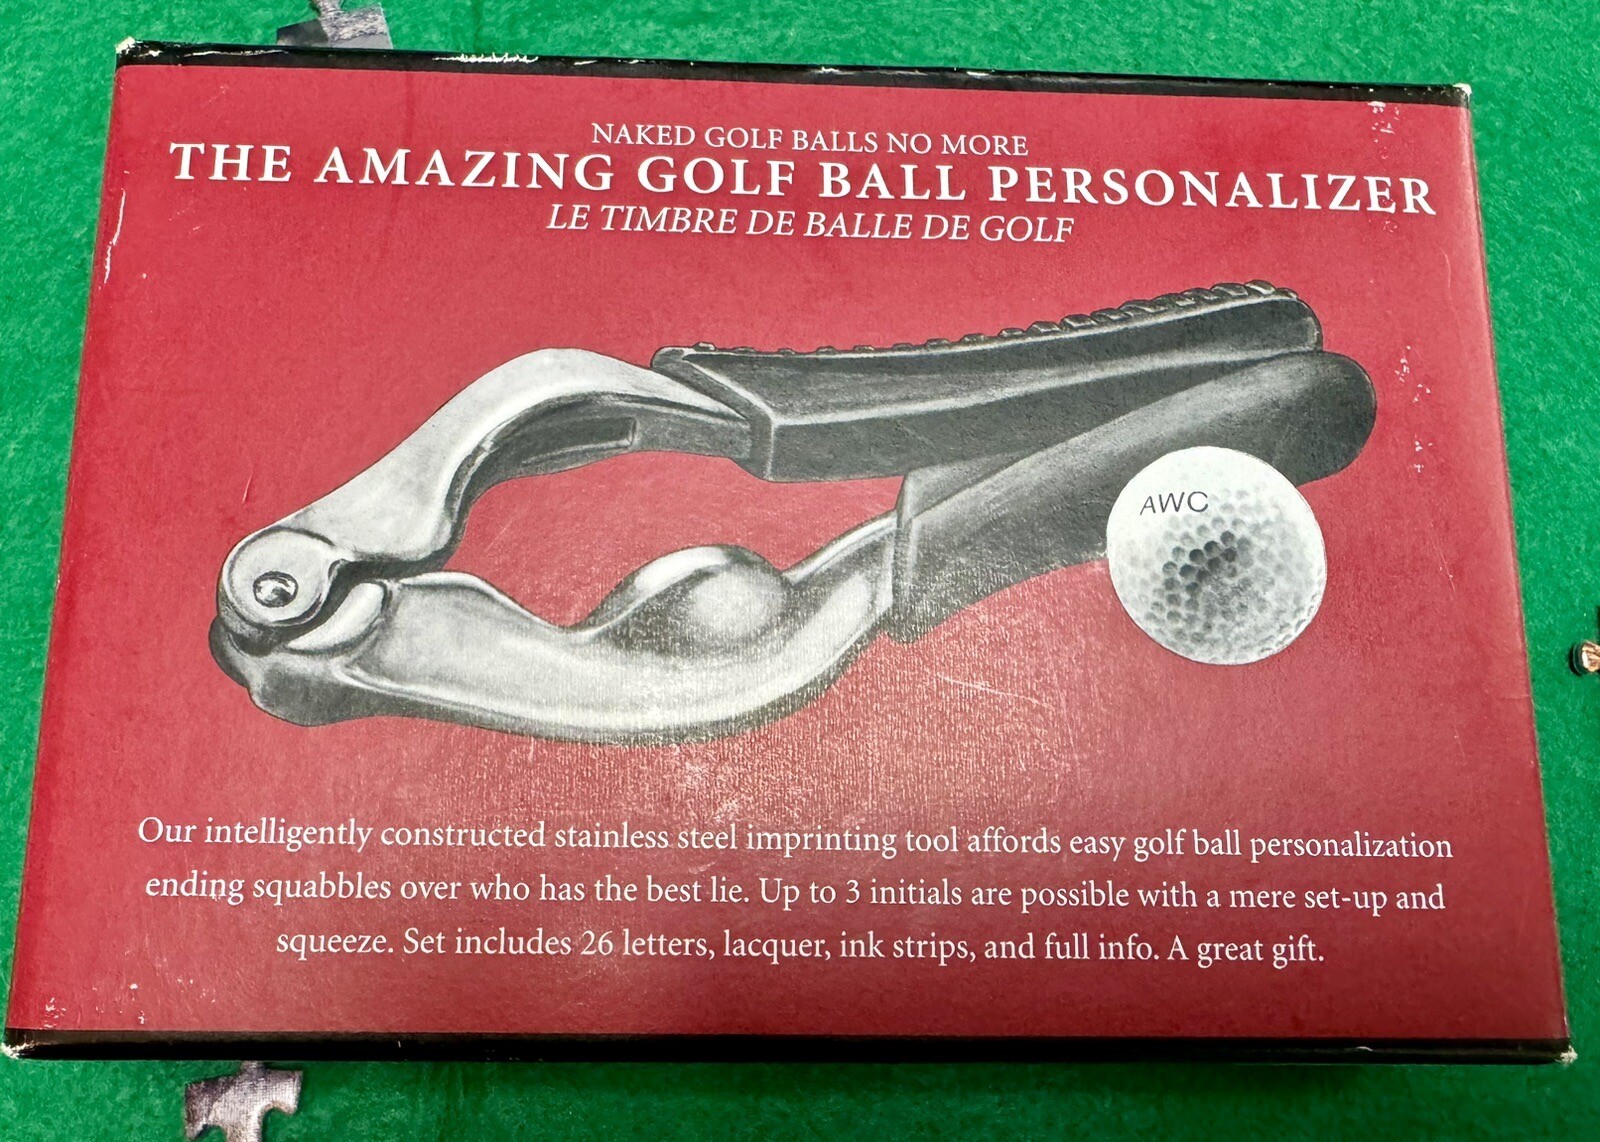 NAKED GOLF BALLS NO MORE
THE AMAZING GOLF BALL PERSONALIZER
LE TIMBRE DE BALLE DE GOLF
AWC
Our intelligently constructed stainless steel imprinting tool affords easy golf ball personalization
ending squabbles over who has the best lie. Up to 3 initials are possible with a mere set-up and
squeeze. Set includes 26 letters, lacquer, ink strips, and full info. A great gift.